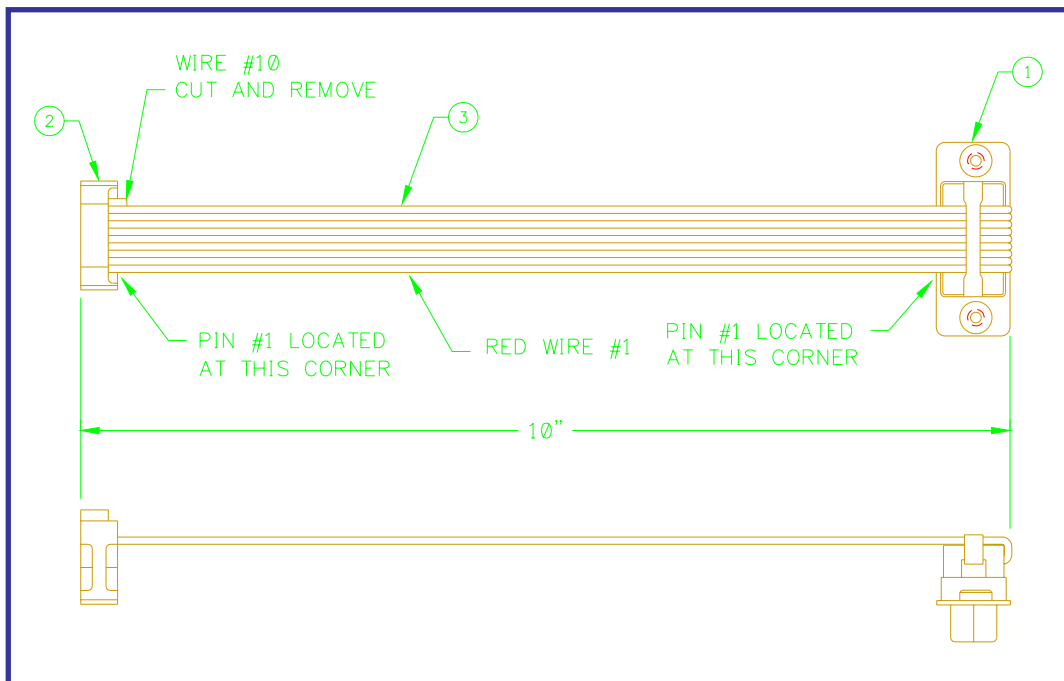 WIRE #10
CUT AND REMOVE
1
2
3
PIN #1 LOCATED
AT THIS CORNER
RED WIRE #1
PIN #1 LOCATED
AT THIS CORNER
10”